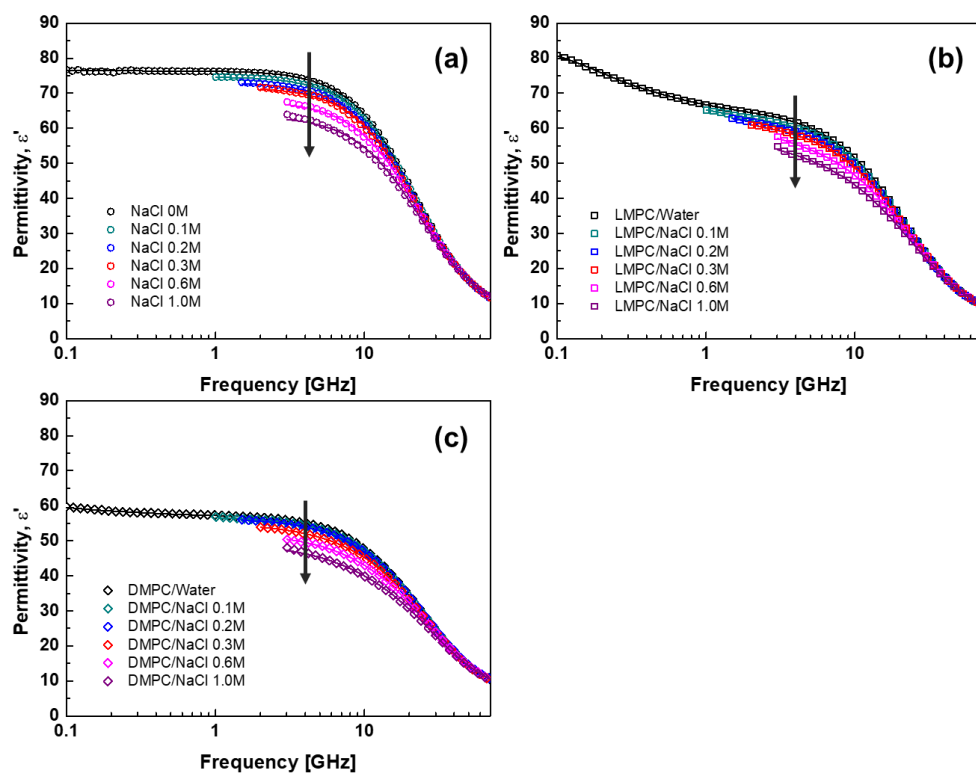 (a)
Permittivity, ε'
90
80
70
60
50
40
30
20
10
0
NaCl 0M
NaCl 0.1M
NaCl 0.2M
NaCl 0.3M
NaCl 0.6M
NaCl 1.0M
0.1
1
10
Frequency [GHz]
(b)
Permittivity, ε'
90
80
70
60
50
40
30
20
10
0
LMPC/Water
LMPC/NaCl 0.1M
LMPC/NaCl 0.2M
LMPC/NaCl 0.3M
LMPC/NaCl 0.6M
LMPC/NaCl 1.0M
0.1
1
10
Frequency [GHz]
(c)
Permittivity, ε'
90
80
70
60
50
40
30
20
10
0
DMPC/Water
DMPC/NaCl 0.1M
DMPC/NaCl 0.2M
DMPC/NaCl 0.3M
DMPC/NaCl 0.6M
DMPC/NaCl 1.0M
0.1
1
10
Frequency [GHz]